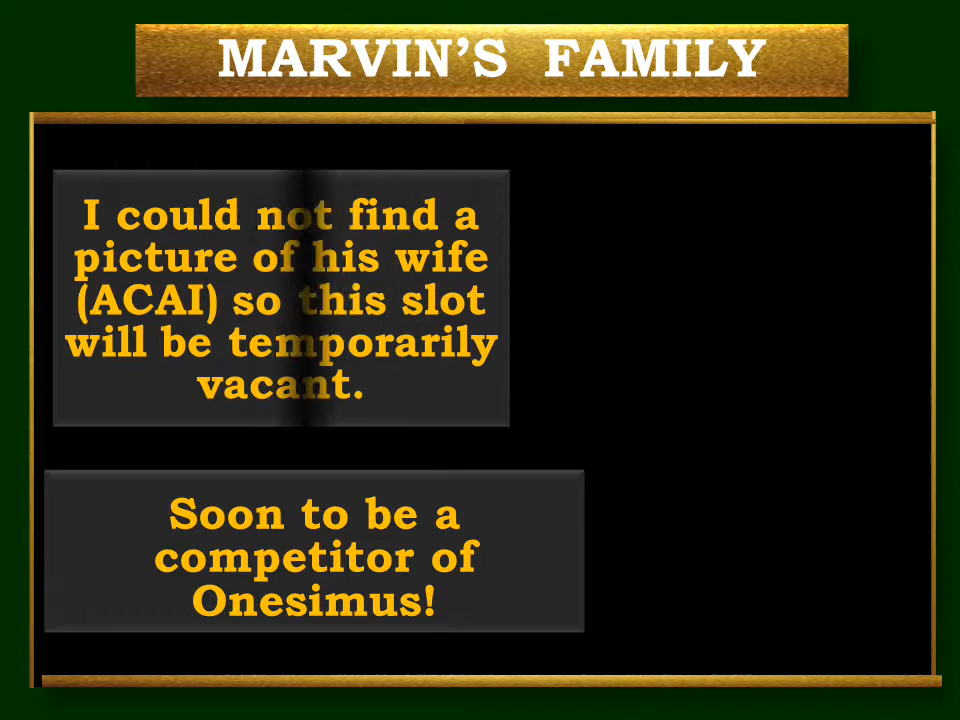 MARVIN’S FAMILY
I could not find a
picture of his wife
(ACAI) so this slot
will be temporarily
vacant.
Soon to be a
competitor of
Onesimus!